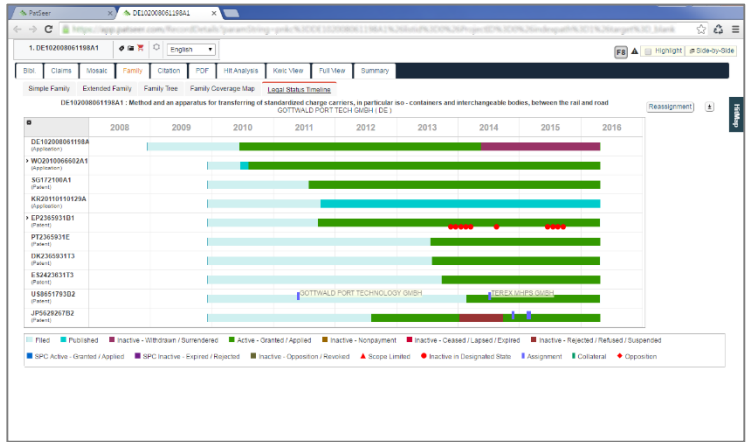 PatSeer
DE102008061198A1
1. DE102008061198A1
English
F8
Highlight
Side-by-Side
Bibl. Claims Mosaic Family Citation PDF Hit Analysis Kwic View Full View Summary
Simple Family Extended Family Family Tree Family Coverage Map Legal Status Timeline
DE102008061198A1 : Method and an apparatus for transferring of standardized charge carriers, in particular iso - containers and interchangeable bodies, between the rail and road
GOTTWALD PORT TECH GMBH ( DE )
Reassignment
HitMap
2008 2009 2010 2011 2012 2013 2014 2015 2016
DE102008061198A
(Application)
WO2010066602A1
(Application)
SG172100A1
(Patent)
KR20110110129A
(Application)
EP2365931B1
(Patent)
PT2365931E
(Patent)
DK2365931T3
(Patent)
ES2423631T3
(Patent)
US8651793B2
(Patent)
GOTTWALD PORT TECHNOLOGY GMBH
TEREX MHPS GMBH
JP5629267B2
(Patent)
Filed Published Inactive - Withdrawn / Surrendered Active - Granted / Applied Inactive - Nonpayment Inactive - Ceased / Lapsed / Expired Inactive - Rejected / Refused / Suspended
SPC Active - Granted / Applied SPC Inactive - Expired / Rejected Inactive - Opposition / Revoked Scope Limited Inactive in Designated State Assignment Collateral Opposition